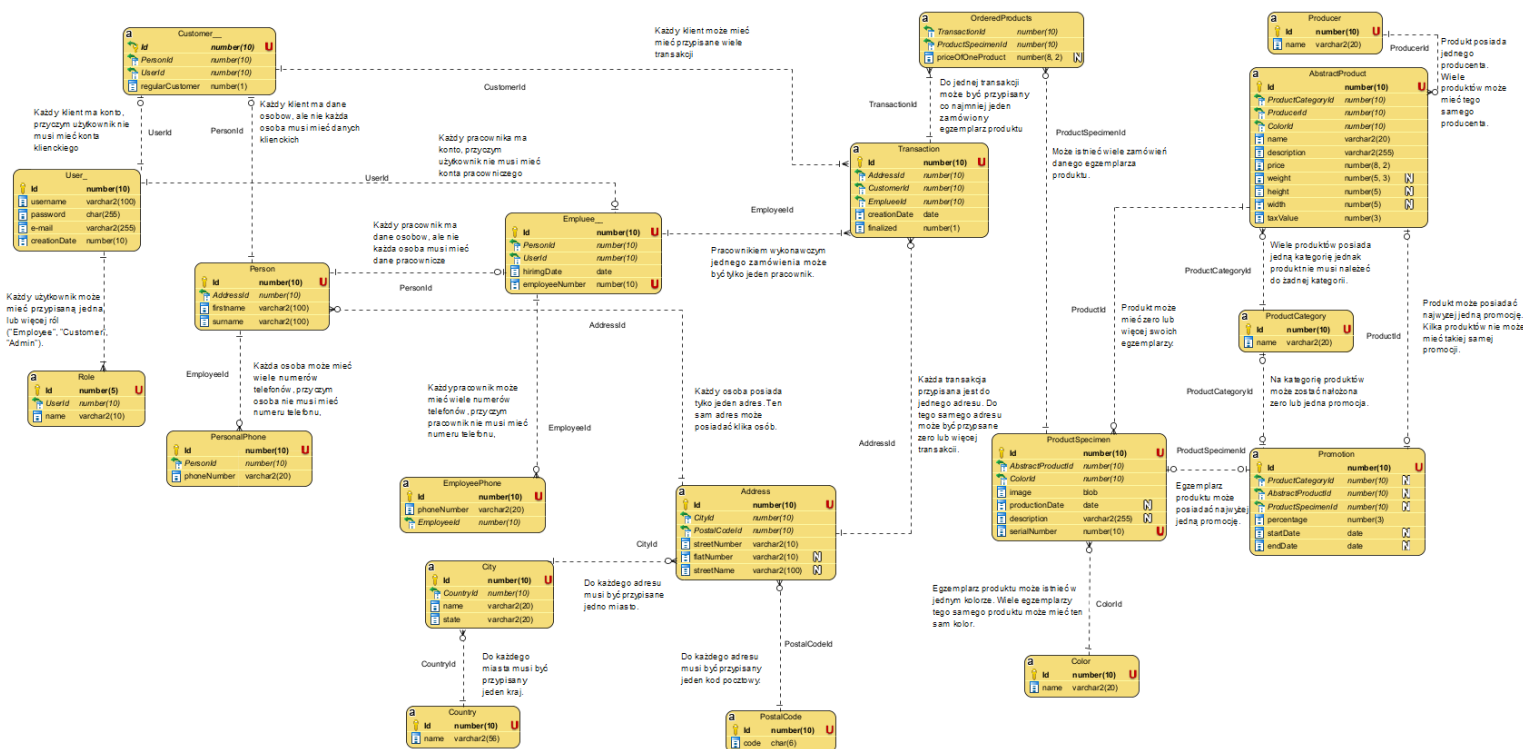 Customer__
Id number(10) U
PersonId number(10)
UserId number(10)
regularCustomer number(1)
Każdy klient może mieć
mieć przypisane wiele
transakcji
CustomerId
OrderedProducts
TransactionId number(10)
ProductSpecimenId number(10)
priceOfOneProduct number(8, 2) N
Producer
Id number(10) U
name varchar2(20)
ProducerId
Produkt posiada
jednego
producenta.
Wiele
produktów może
mieć tego
samego
producenta.
AbstractProduct
Id number(10) U
ProductCategoryId number(10)
ProducerId number(10)
ColorId number(10)
name varchar2(20)
description varchar2(255)
price number(8, 2)
weight number(5, 3) N
height number(5) N
width number(5) N
taxValue number(3)
Każdy klient ma konto,
przyczym użytkownik nie
musi mieć konta
klienckiego
UserId
PersonId
Każdy klient ma dane
osobow, ale nie każda
osoba musi mieć danych
klienckich
Każdy pracownika ma
konto, przyczym
użytkownik nie musi mieć
konta pracowniczego
UserId
TransactionId
Do jednej transakcji
może być przypisany
co najmniej jeden
zamówiony
egzemplarz produktu
ProductSpecimenId
Może istnieć wiele zamówień
danego egzemplarza
produktu.
Transaction
Id number(10) U
AddressId number(10)
CustomerId number(10)
EmplueeId number(10)
creationDate date
finalized number(1)
User_
Id number(10)
username varchar2(100)
password char(255)
e-mail varchar2(255)
creationDate number(10)
Empluee__
Id number(10) U
PersonId number(10)
UserId number(10)
hirimgDate date
employeeNumber number(10) U
EmployeeId
Pracownikiem wykonawczym
jednego zamówienia może
być tylko jeden pracownik.
Każdy pracownik ma
dane osobow, ale nie
każda osoba musi mieć
dane pracownicze
PersonId
Person
Id number(10) U
AddressId number(10)
firstname varchar2(100)
surname varchar2(100)
AddressId
Każdy użytkownik może
mieć przypisaną jedna,
lub więcej ról
("Employee", "Customer",
"Admin").
Role
Id number(5) U
UserId number(10)
name varchar2(10)
EmployeeId
Każda osoba może mieć
wiele numerów
telefonów, przyczym
osoba nie musi mieć
numeru telefonu,
PersonalPhone
Id number(10) U
PersonId number(10)
phoneNumber varchar2(20)
Każdy pracownik może
mieć wiele numerów
telefonów, przyczym
pracownik nie musi mieć
numeru telefonu,
EmployeeId
EmployeePhone
Id number(10) U
phoneNumber varchar2(20)
EmployeeId number(10)
Każdy osoba posiada
tylko jeden adres. Ten
sam adres może
posiadać klika osób.
Każda transakcja
przypisana jest do
jednego adresu. Do
tego samego adresu
może być przypsane
zero lub więcej
transakcii.
AddressId
Address
Id number(10) U
CityId number(10)
PostalCodeId number(10)
streetNumber varchar2(10)
flatNumber varchar2(10) N
streetName varchar2(100) N
CityId
Do każdego adresu
musi być przypisane
jedno miasto.
City
Id number(10) U
CountryId number(10)
name varchar2(20)
state varchar2(20)
CountryId
Do każdego
miasta musi być
przypisany
jeden kraj.
Country
Id number(10) U
name varchar2(56)
PostalCodeId
Do każdego adresu
musi być przypisany
jeden kod pocztowy.
PostalCode
Id number(10) U
code char(6)
ProductId
Produkt może
mieć zero lub
więcej swoich
egzemplarzy.
ProductCategoryId
Wiele produktów posiada
jedną kategorię jednak
produktnie musi należeć
do żadnej kategorii.
ProductCategory
Id number(10) U
name varchar2(20)
ProductId
Produkt może posiadać
najwyżej jedną promocję.
Kilka produktów nie może
mieć takiej samej
promocji.
ProductCategoryId
Na kategorię produktów
może zostać nałożona
zero lub jedna promocja.
ProductSpecimen
Id number(10) U
AbstractProductId number(10)
ColorId number(10)
image blob
productionDate date N
description varchar2(255) N
serialNumber number(10) U
ProductSpecimenId
Egzemplarz
produktu może
posiadać najwyżej
jedną promocję.
Promotion
Id number(10) U
ProductCategoryId number(10) N
AbstractProductId number(10) N
ProductSpecimenId number(10) N
percentage number(3)
startDate date N
endDate date N
Egzemplarz produktu może istnieć w
jednym kolorze. Wiele egzemplarzy
tego samego produktu może mieć ten
sam kolor.
ColorId
Color
Id number(10) U
name varchar2(20)